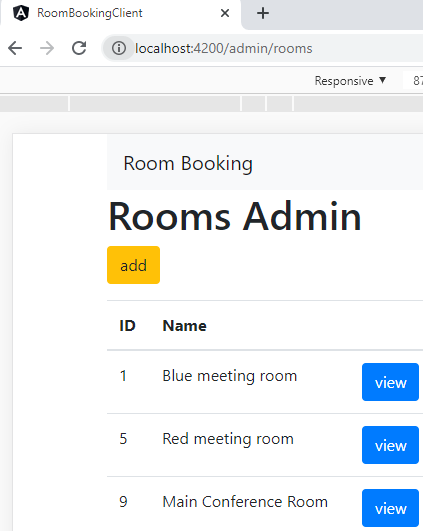 RoomBookingClient
localhost:4200/admin/rooms
Responsive 87
Room Booking
Rooms Admin
add
ID Name
1 Blue meeting room view
5 Red meeting room view
9 Main Conference Room view